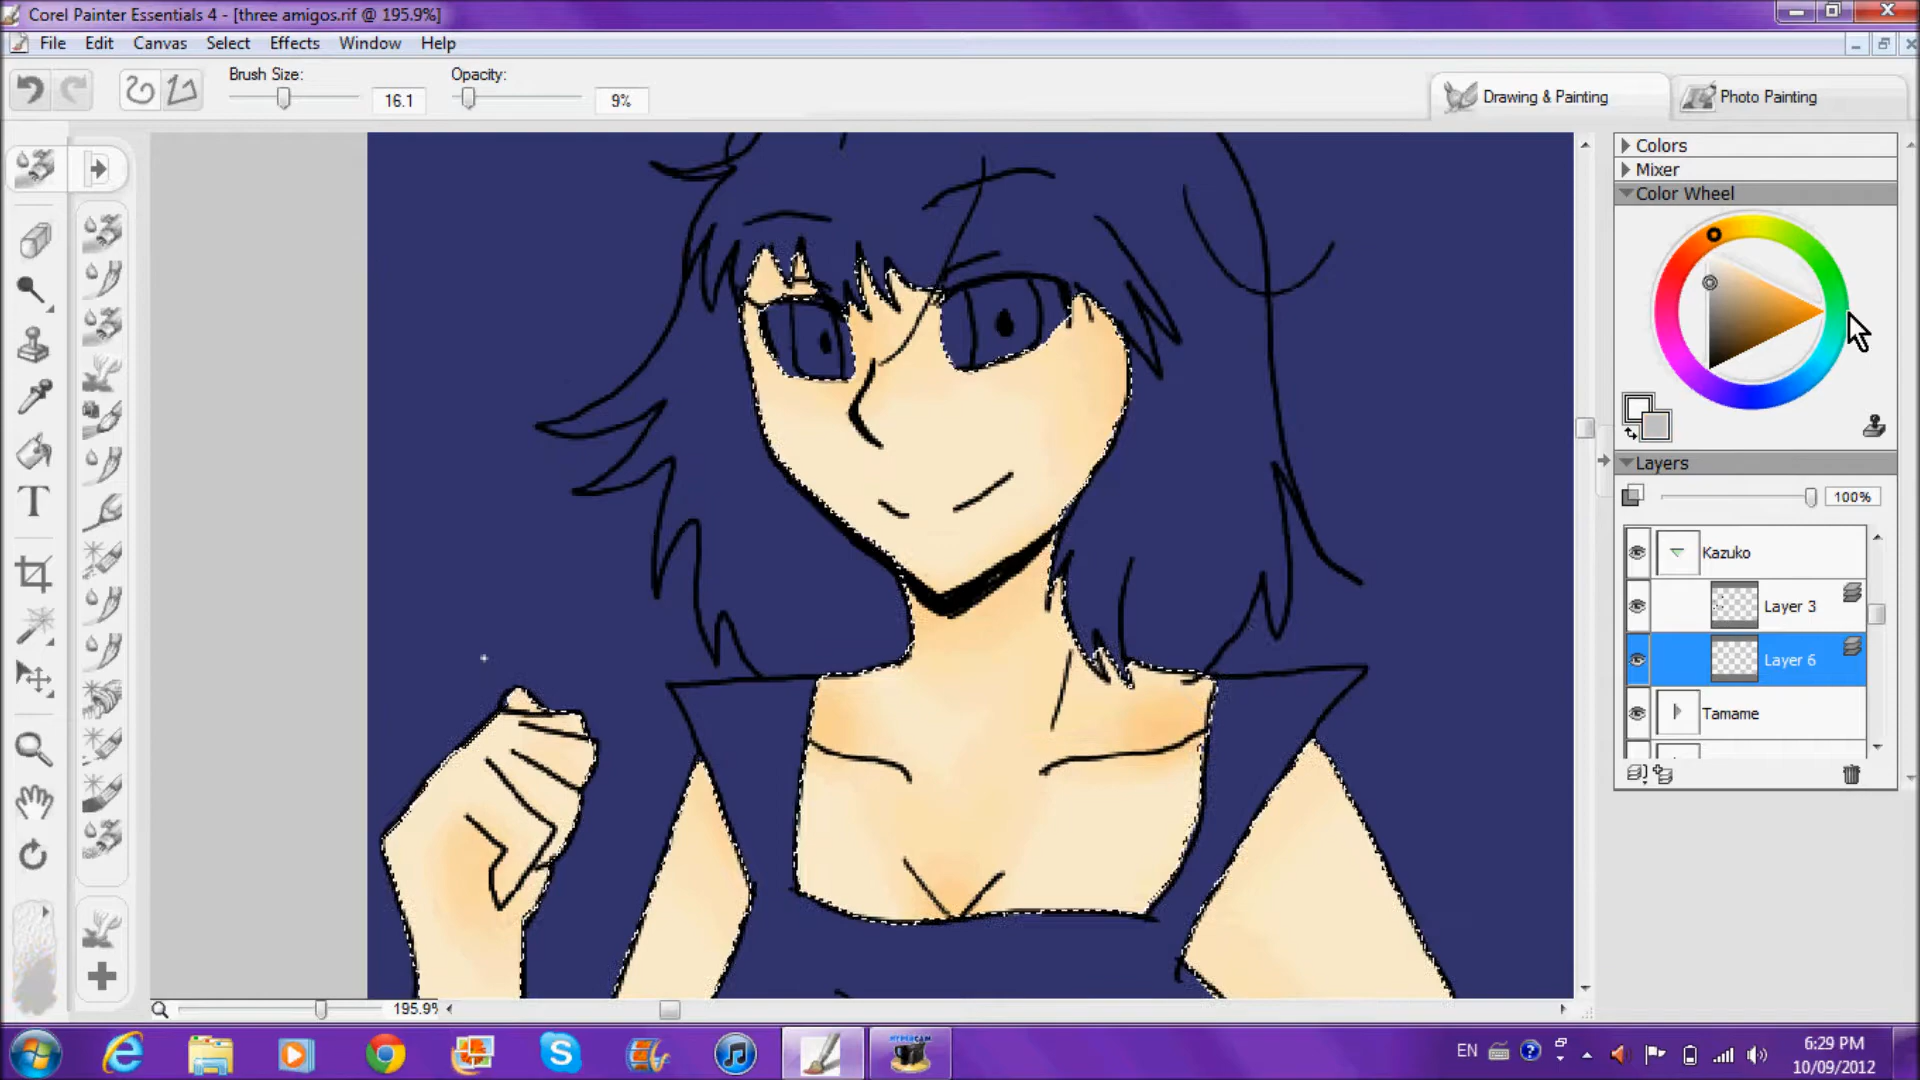 Corel Painter Essentials 4 - [three amigos.rif @ 195.9%]
File Edit Canvas Select Effects Window Help
Brush Size: 16.1
Opacity: 9%
Drawing & Painting
Photo Painting
Colors
Mixer
Color Wheel
Layers
100%
Kazuko
Layer 3
Layer 6
Tamame
T
195.9%
HYPERCAM
EN
6:29 PM
10/09/2012